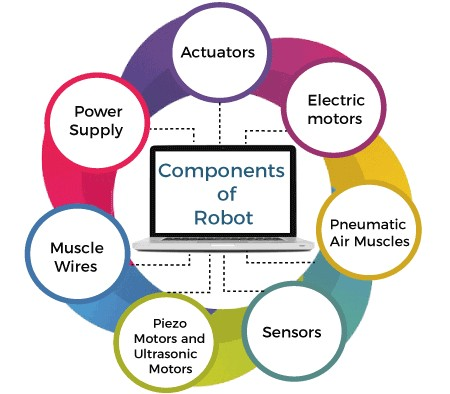 Actuators
Electric
motors
Pneumatic
Air Muscles
Sensors
Piezo
Motors and
Ultrasonic
Motors
Muscle
Wires
Power
Supply
Components
of
Robot